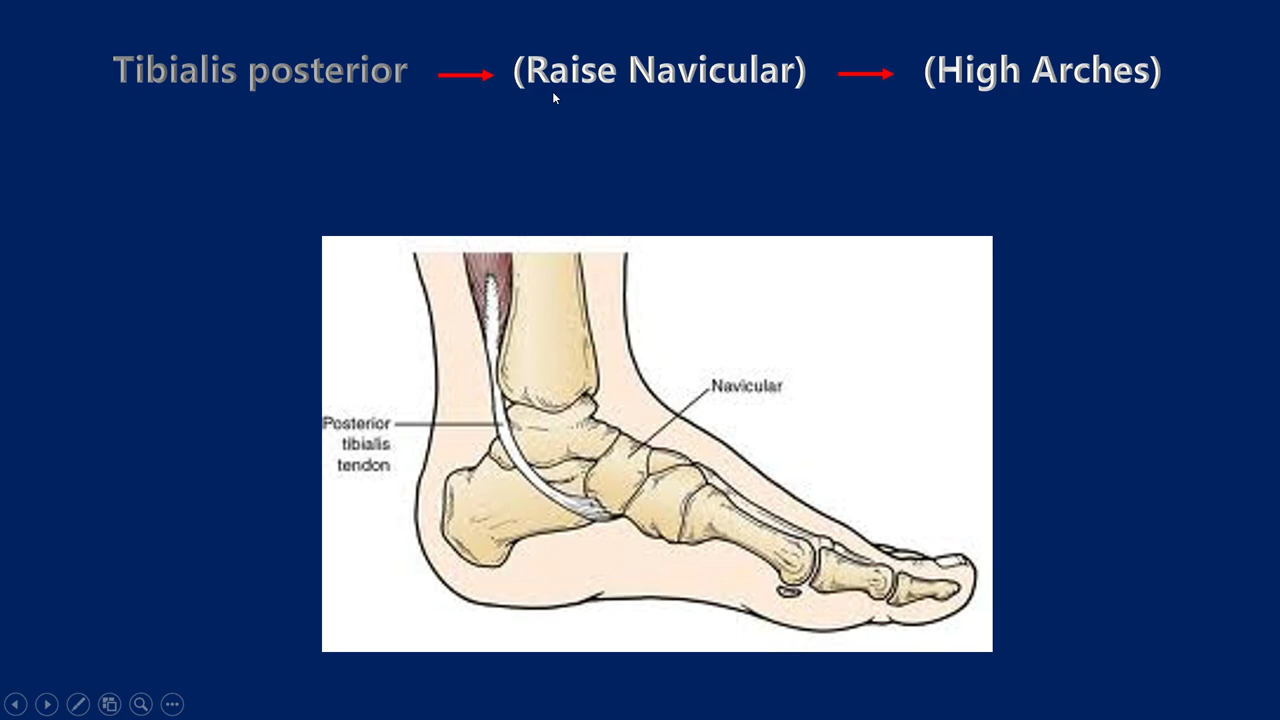 Tibialis posterior (Raise Navicular) (High Arches)
Navicular
Posterior
tibialis
tendon